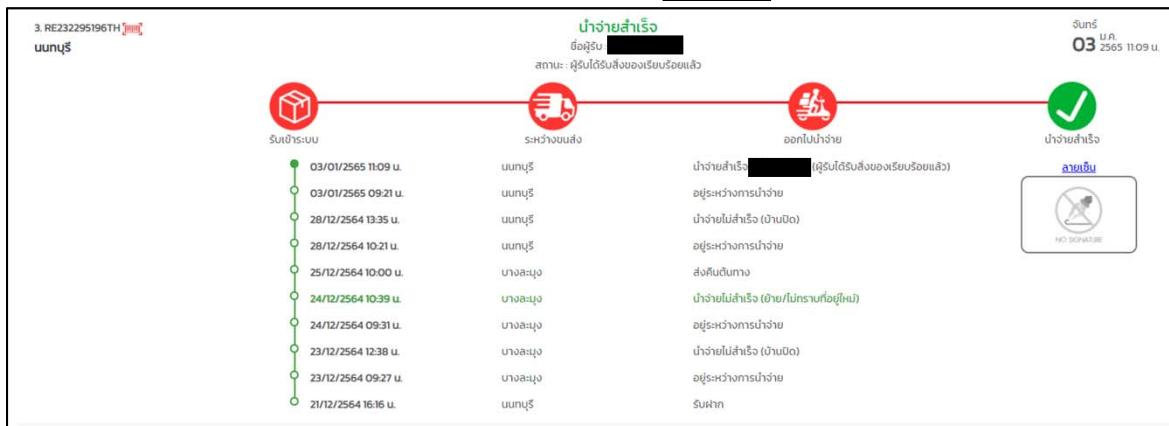 3. RE232295196TH
นนทบุรี
นำจ่ายสำเร็จ
ชื่อผู้รับ :
สถานะ : ผู้รับได้รับสิ่งของเรียบร้อยแล้ว
จันทร์
03 ม.ค. 2565 11:09 น.
รับเข้าระบบ ระหว่างขนส่ง ออกไปนำจ่าย นำจ่ายสำเร็จ
03/01/2565 11:09 น. นนทบุรี นำจ่ายสำเร็จ (ผู้รับได้รับสิ่งของเรียบร้อยแล้ว) ลายเซ็น
03/01/2565 09:21 น. นนทบุรี อยู่ระหว่างการนำจ่าย
28/12/2564 13:35 น. นนทบุรี นำจ่ายไม่สำเร็จ (บ้านปิด)
NO SIGNATURE
28/12/2564 10:21 น. นนทบุรี อยู่ระหว่างการนำจ่าย
25/12/2564 10:00 น. บางละมุง ส่งคืนต้นทาง
24/12/2564 10:39 น. บางละมุง นำจ่ายไม่สำเร็จ (ย้าย/ไม่ทราบที่อยู่ใหม่)
24/12/2564 09:31 น. บางละมุง อยู่ระหว่างการนำจ่าย
23/12/2564 12:38 น. บางละมุง นำจ่ายไม่สำเร็จ (บ้านปิด)
23/12/2564 09:27 น. บางละมุง อยู่ระหว่างการนำจ่าย
21/12/2564 16:16 น. นนทบุรี รับฝาก